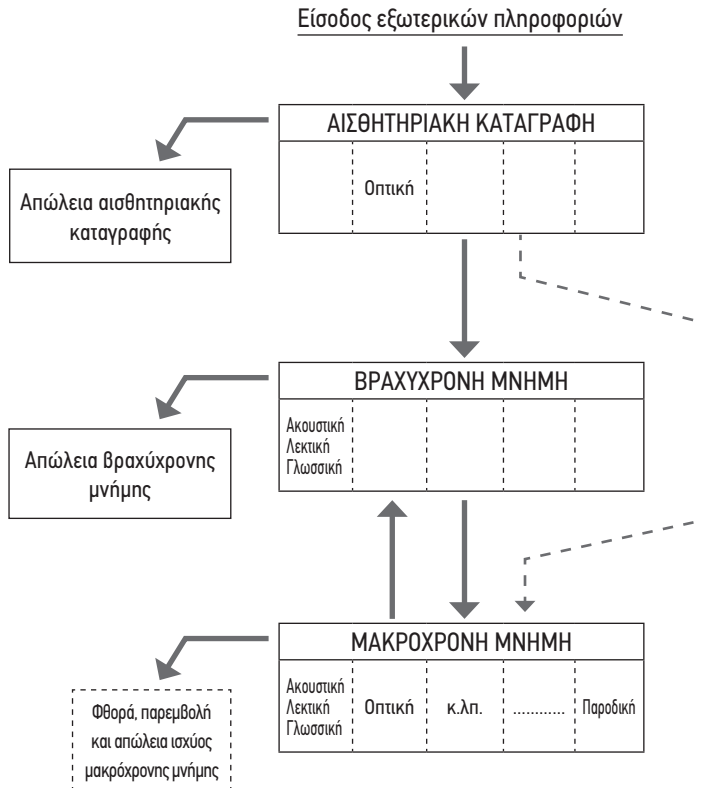 Είσοδος εξωτερικών πληροφοριών
ΑΙΣΘΗΤΗΡΙΑΚΗ ΚΑΤΑΓΡΑΦΗ
Οπτική
Απώλεια αισθητηριακής
καταγραφής
ΒΡΑΧΥΧΡΟΝΗ ΜΝΗΜΗ
Ακουστική
Λεκτική
Γλωσσική
Απώλεια βραχύχρονης
μνήμης
ΜΑΚΡΟΧΡΟΝΗ ΜΝΗΜΗ
Ακουστική
Λεκτική
Γλωσσική
Οπτική
κ.λπ.
............
Παροδική
Φθορά, παρεμβολή
και απώλεια ισχύος
μακρόχρονης μνήμης